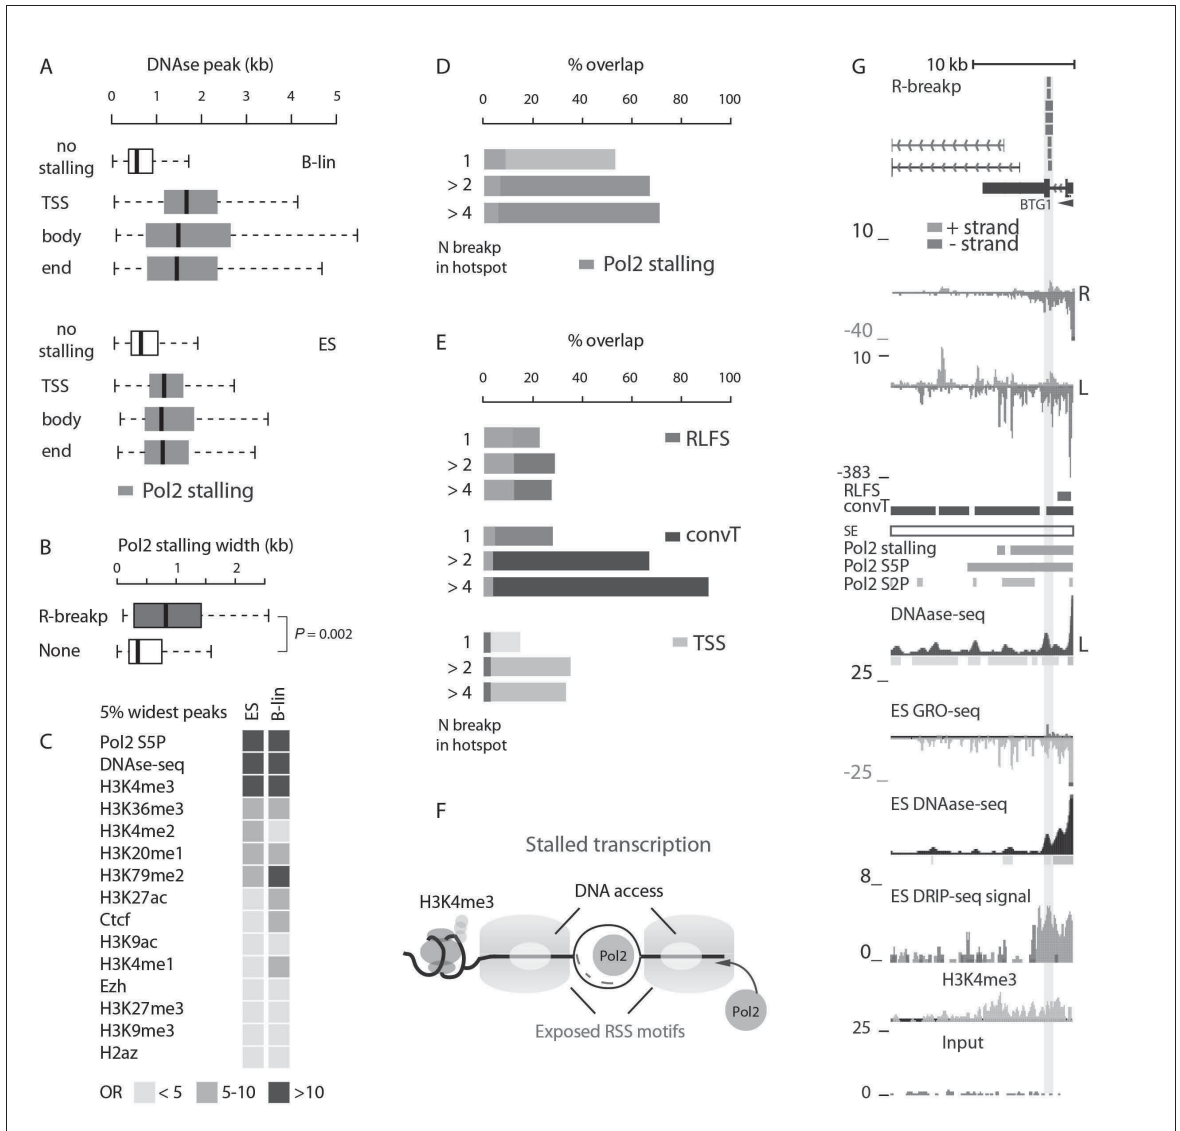 A
DNAse peak (kb)
0 1 2 3 4 5
no
stalling
B-lin
TSS
body
end
no
stalling
ES
TSS
body
end
Pol2 stalling
B
Pol2 stalling width (kb)
0 1 2
R-breakp
None
P = 0.002
5% widest peaks
ES
B-lin
C
Pol2 S5P
DNAse-seq
H3K4me3
H3K36me3
H3K4me2
H3K20me1
H3K79me2
H3K27ac
Ctcf
H3K9ac
H3K4me1
Ezh
H3K27me3
H3K9me3
H2az
OR < 5 5-10 >10
D
% overlap
0 20 40 60 80 100
1
> 2
> 4
N breakp
in hotspot
Pol2 stalling
E
% overlap
0 20 40 60 80 100
1
> 2
> 4
RLFS
1
> 2
> 4
convT
1
> 2
> 4
TSS
N breakp
in hotspot
F
Stalled transcription
DNA access
H3K4me3
Pol2
Pol2
Exposed RSS motifs
G
10 kb
R-breakp
BTG1
10
+ strand
- strand
R
-40
10
L
-383
RLFS
convT
SE
Pol2 stalling
Pol2 S5P
Pol2 S2P
DNAase-seq
L
25
ES GRO-seq
-25
ES DNAase-seq
8
ES DRIP-seq signal
0
H3K4me3
25
Input
0